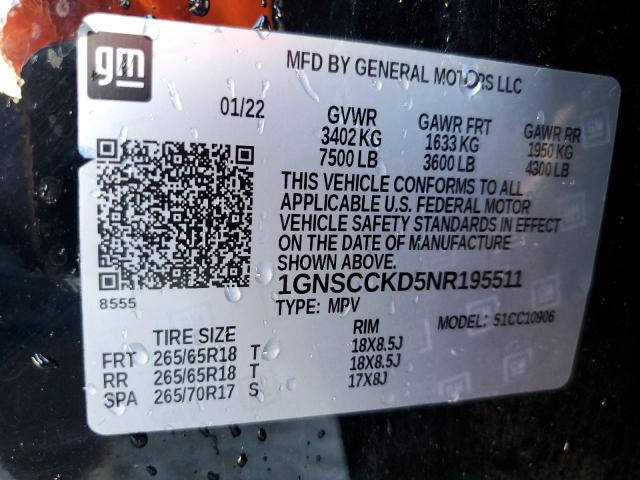 gm
MFD BY GENERAL MOTORS LLC
01/22
GVWR GAWR FRT GAWR RR
3402 KG 1633 KG 1950 KG
7500 LB 3600 LB 4300 LB
THIS VEHICLE CONFORMS TO ALL
APPLICABLE U.S. FEDERAL MOTOR
VEHICLE SAFETY STANDARDS IN EFFECT
ON THE DATE OF MANUFACTURE
SHOWN ABOVE.
8555
1GNSCCKD5NR195511
TYPE: MPV MODEL: 51CC10906
TIRE SIZE RIM
FRT 265/65R18 T 18X8.5J
RR 265/65R18 T 18X8.5J
SPA 265/70R17 S 17X8J